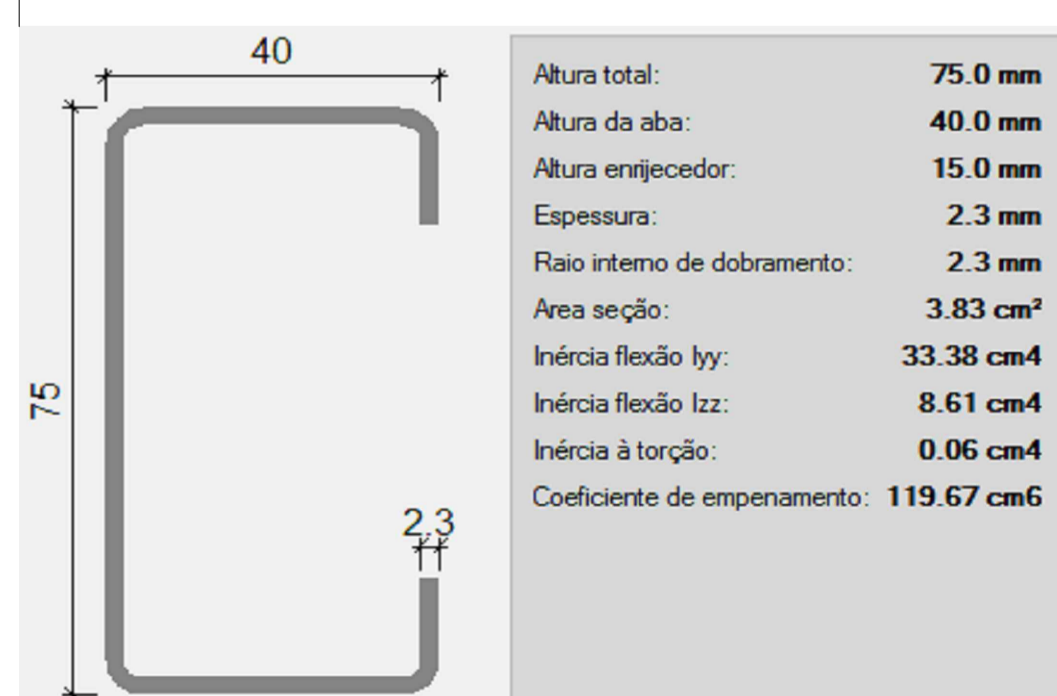 40
75
2.3
Altura total: 75.0 mm
Altura da aba: 40.0 mm
Altura enrijecedor: 15.0 mm
Espessura: 2.3 mm
Raio interno de dobramento: 2.3 mm
Area seção: 3.83 cm²
Inércia flexão Iyy: 33.38 cm4
Inércia flexão Izz: 8.61 cm4
Inércia à torção: 0.06 cm4
Coeficiente de empenamento: 119.67 cm6